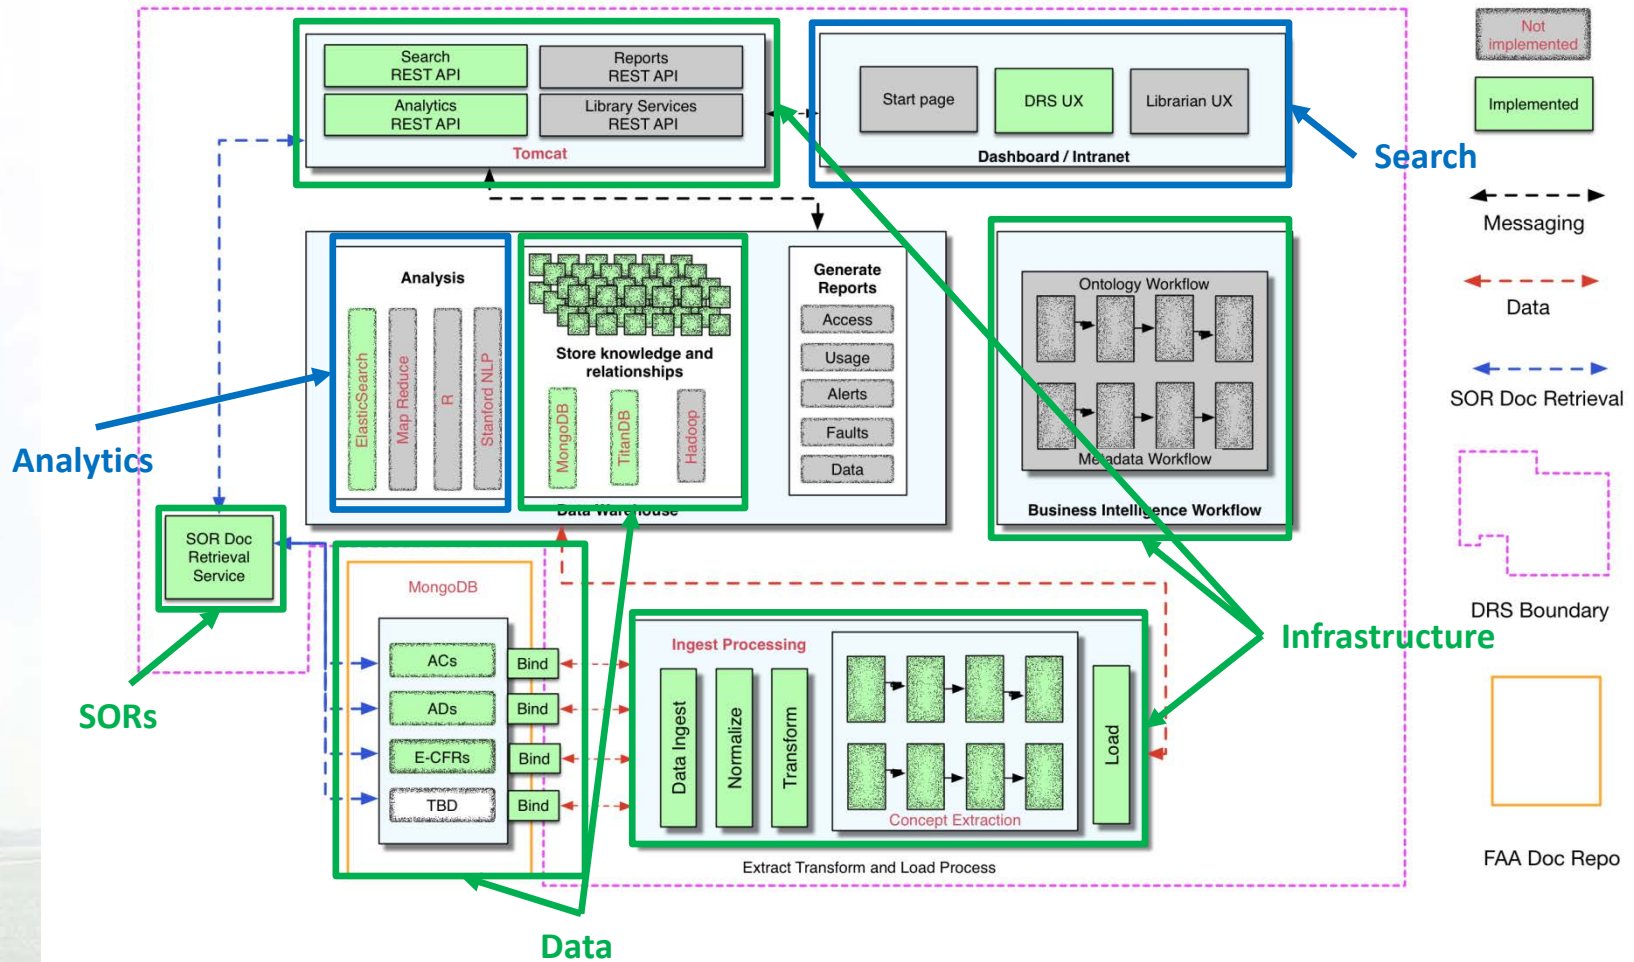 Search
REST API
Reports
REST API
Analytics
REST API
Library Services
REST API
Tomcat
Start page
DRS UX
Librarian UX
Dashboard / Intranet
Search
Not
implemented
Implemented
Messaging
Data
SOR Doc Retrieval
DRS Boundary
FAA Doc Repo
Analysis
ElasticSearch
Map Reduce
R
Stanford NLP
Store knowledge and
relationships
MongoDB
TitanDB
Hadoop
Generate
Reports
Access
Usage
Alerts
Faults
Data
Data Warehouse
Ontology Workflow
Metadata Workflow
Business Intelligence Workflow
Analytics
SOR Doc
Retrieval
Service
SORs
MongoDB
ACs
Bind
ADs
Bind
E-CFRs
Bind
TBD
Bind
Ingest Processing
Data Ingest
Normalize
Transform
Concept Extraction
Load
Extract Transform and Load Process
Infrastructure
Data